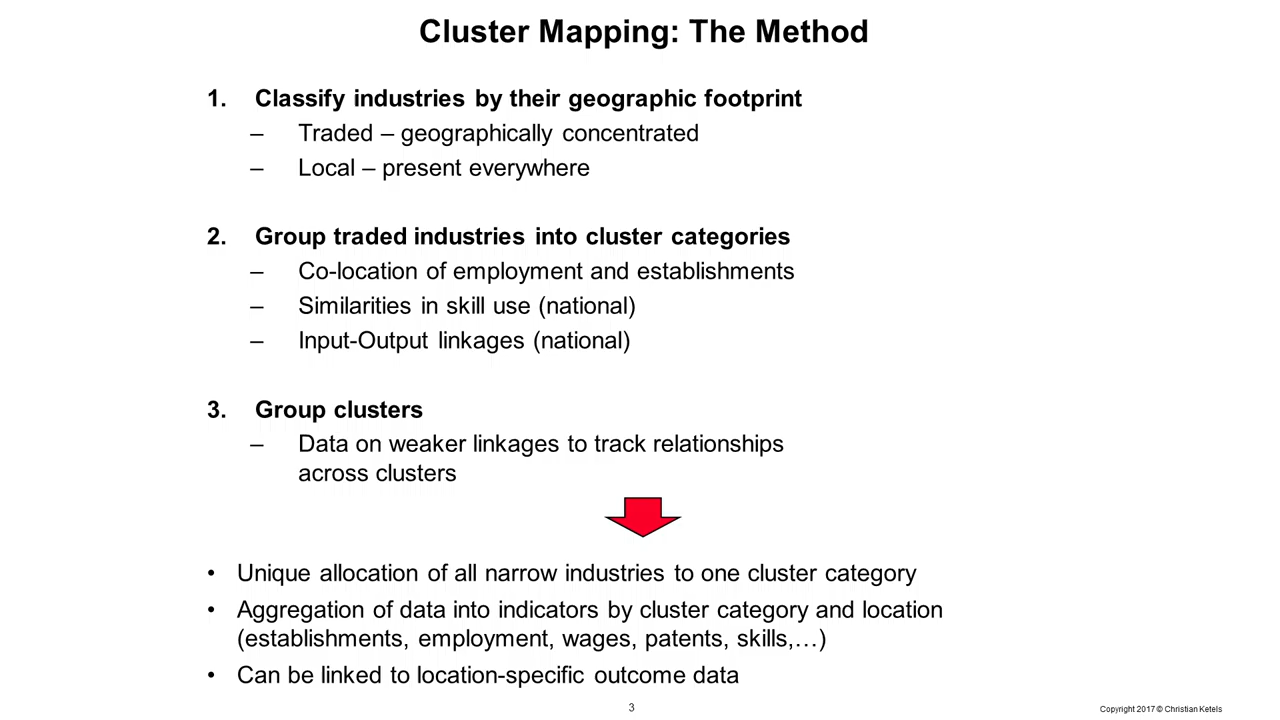 Cluster Mapping: The Method
1. Classify industries by their geographic footprint
– Traded – geographically concentrated
– Local – present everywhere
2. Group traded industries into cluster categories
– Co-location of employment and establishments
– Similarities in skill use (national)
– Input-Output linkages (national)
3. Group clusters
– Data on weaker linkages to track relationships
across clusters
• Unique allocation of all narrow industries to one cluster category
• Aggregation of data into indicators by cluster category and location
(establishments, employment, wages, patents, skills,…)
• Can be linked to location-specific outcome data
3
Copyright 2017 © Christian Ketels